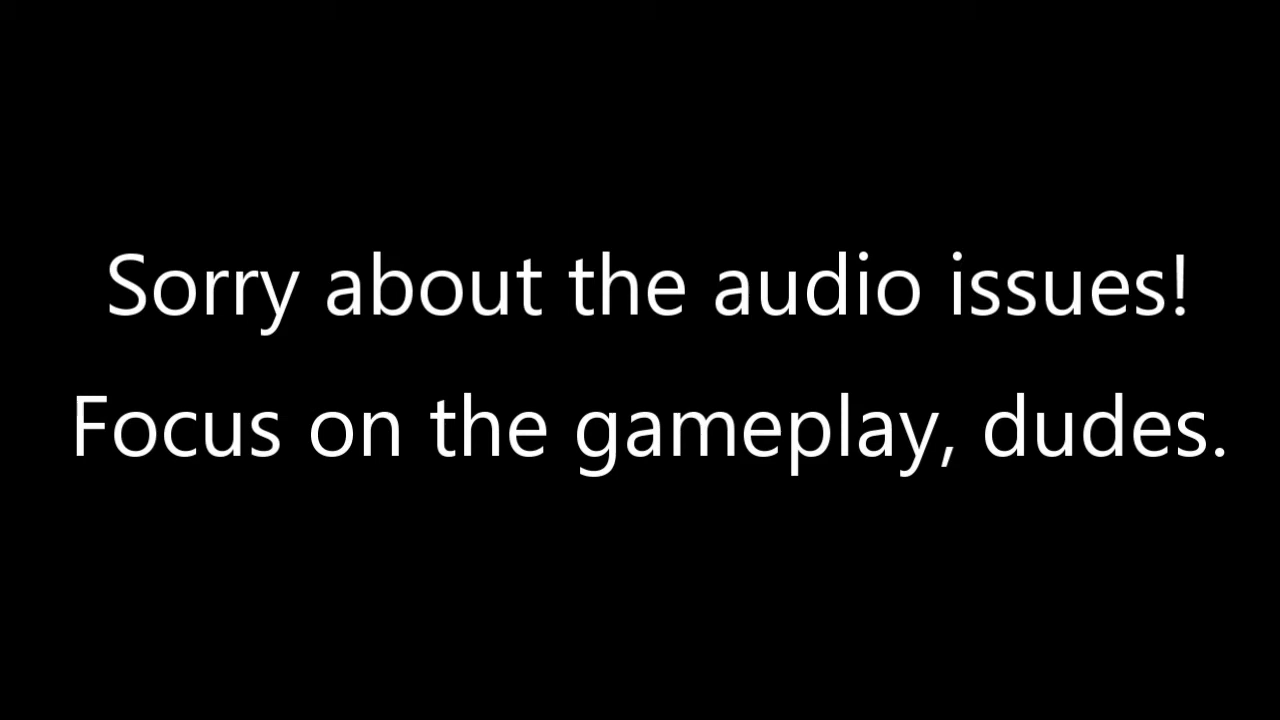 Sorry about the audio issues!
Focus on the gameplay, dudes.